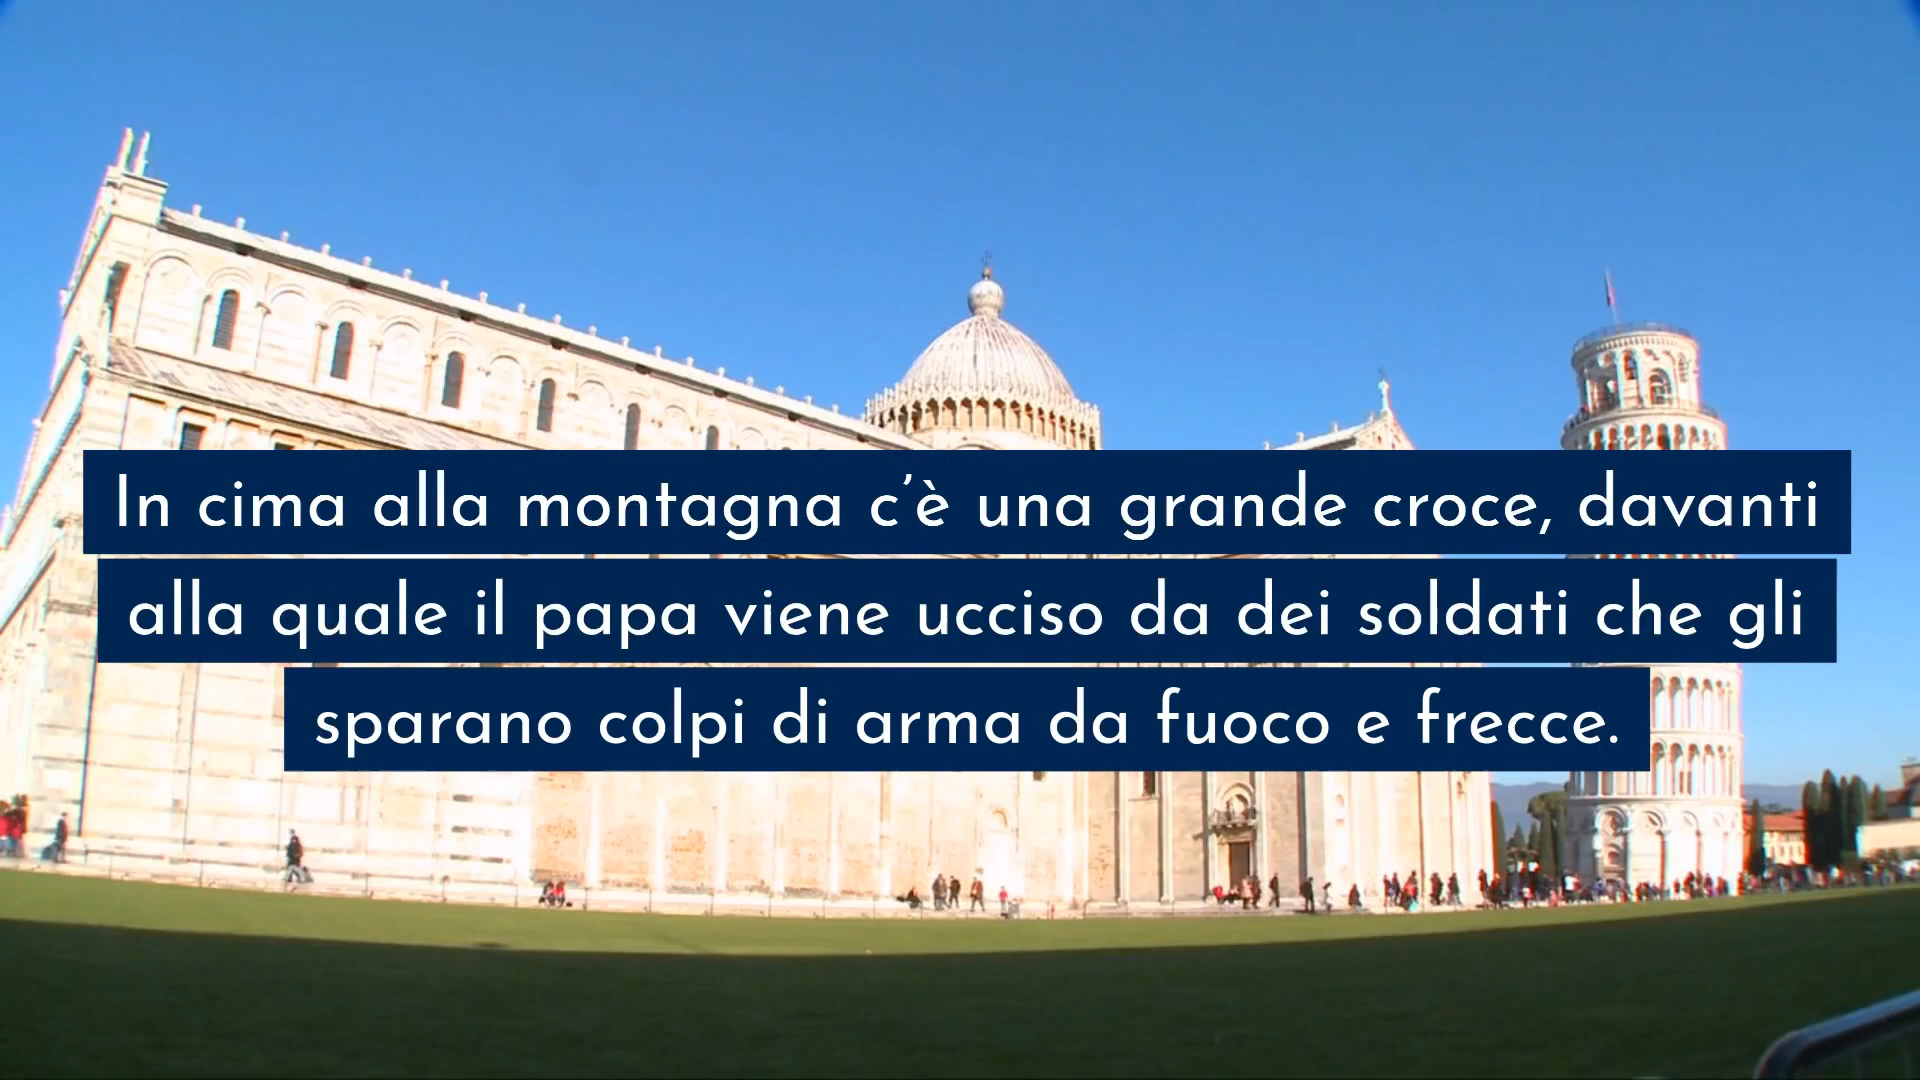 In cima alla montagna c’è una grande croce, davanti
alla quale il papa viene ucciso da dei soldati che gli
sparano colpi di arma da fuoco e frecce.